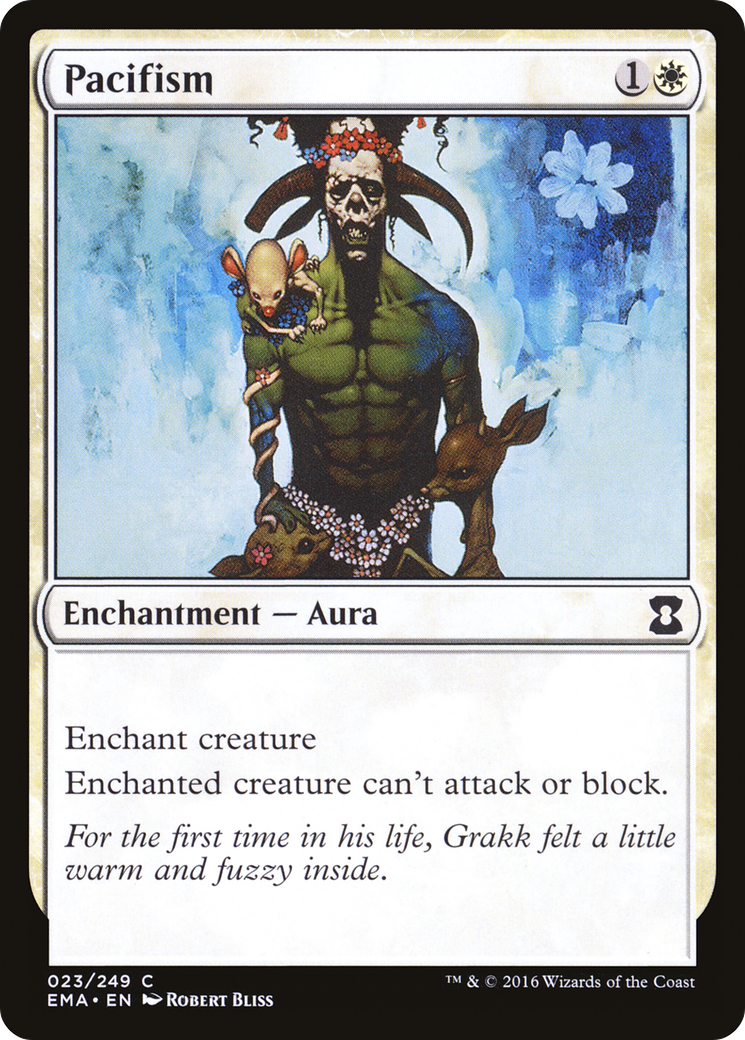 Pacifism 1
Enchantment — Aura
Enchant creature
Enchanted creature can't attack or block.
For the first time in his life, Grakk felt a little
warm and fuzzy inside.
023/249 C ™ & © 2016 Wizards of the Coast
EMA • EN Robert Bliss